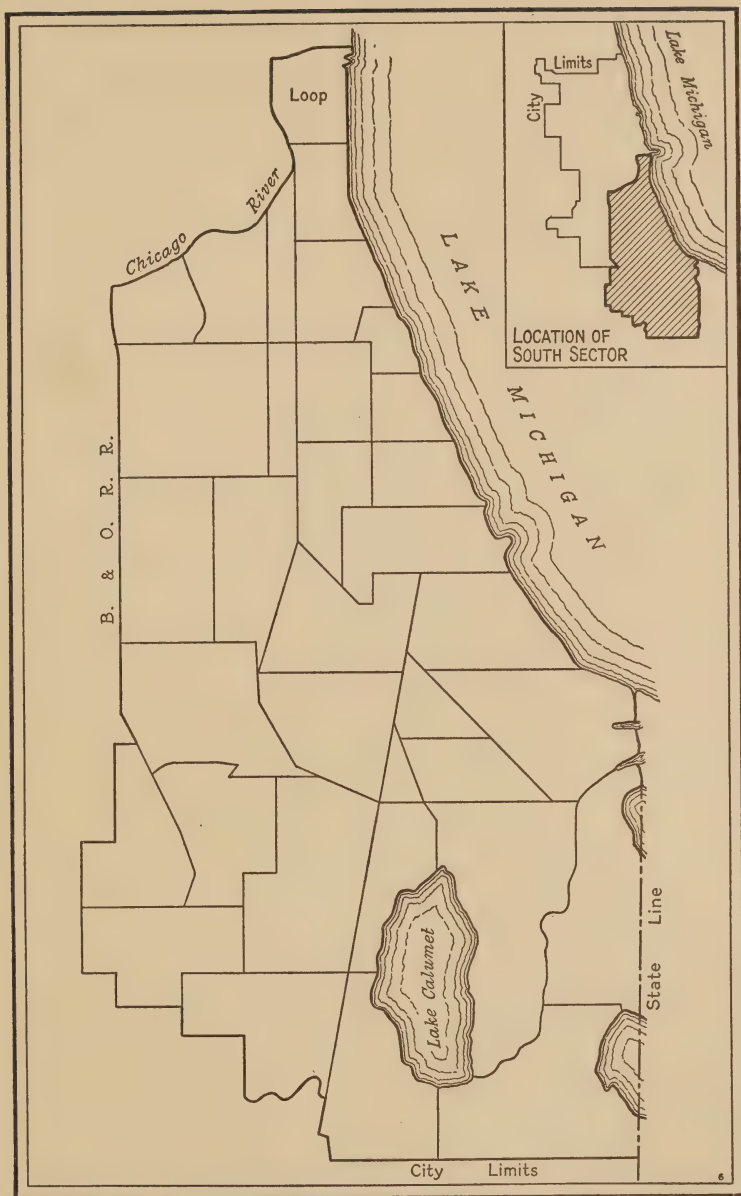 Loop
River
Chicago
LAKE
MICHIGAN
B. & O. R. R.
Limits
City
Lake Michigan
LOCATION OF
SOUTH SECTOR
Line
State
Lake Calumet
City Limits
6